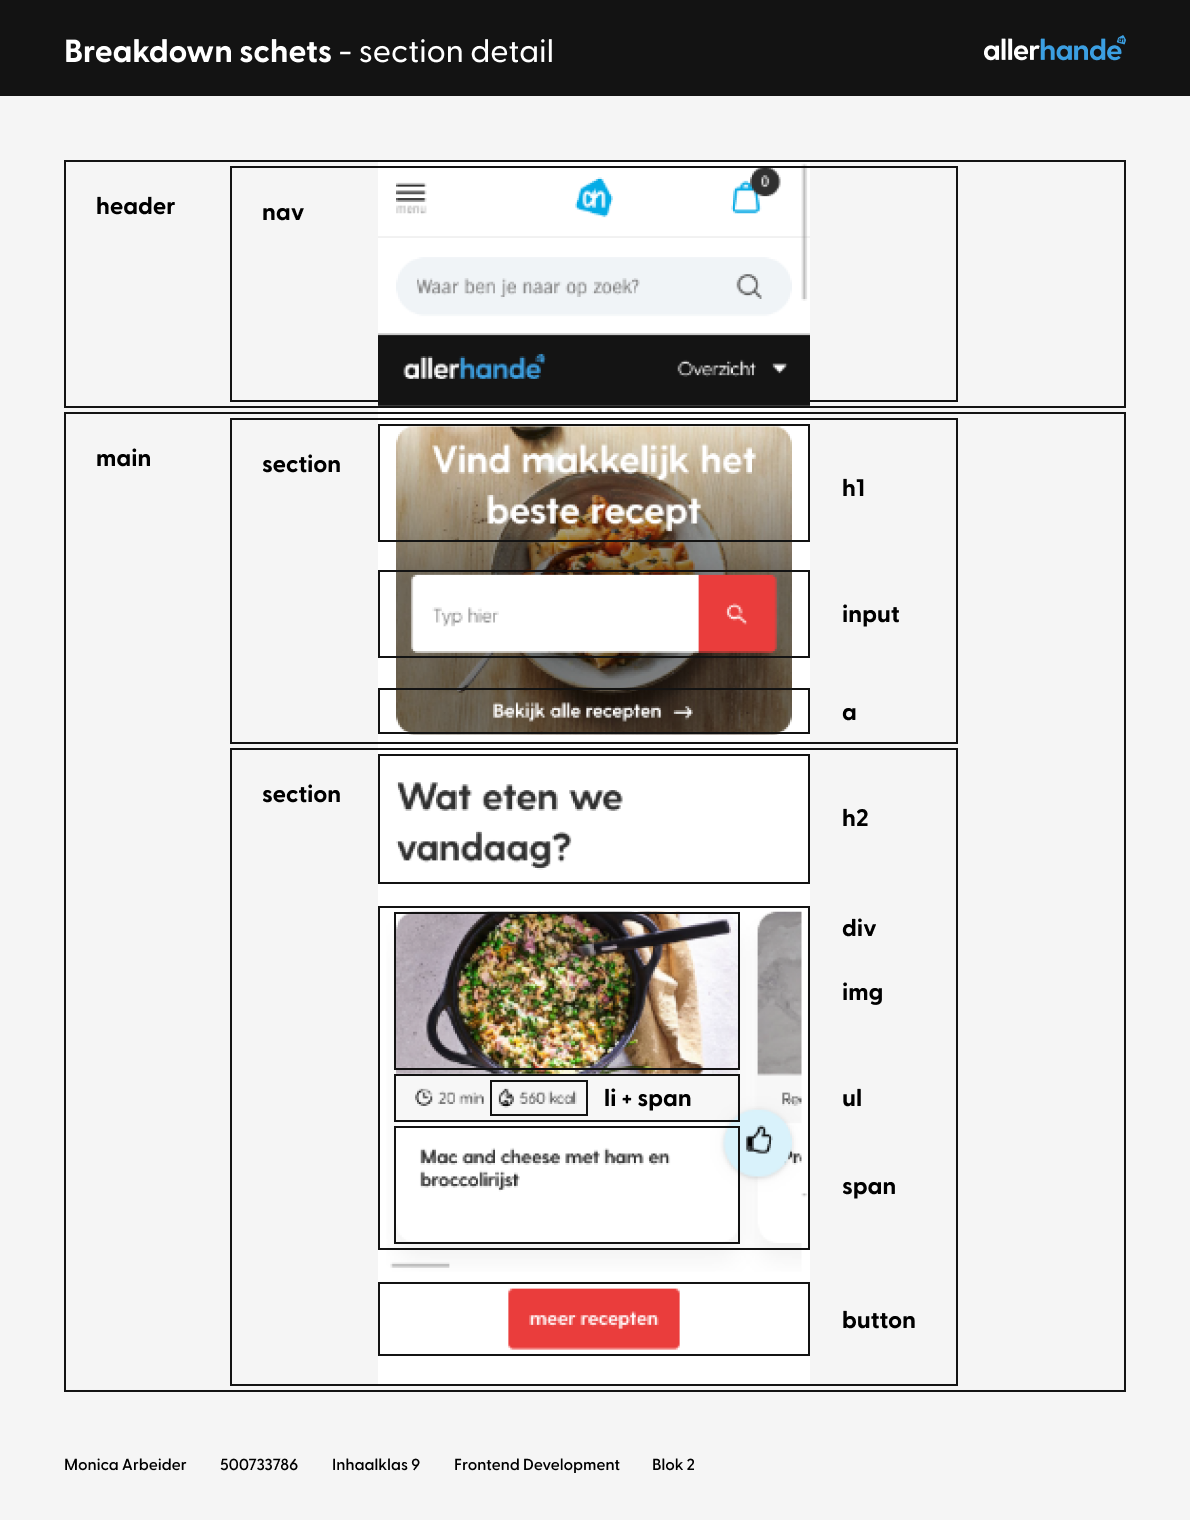 Breakdown schets - section detail
allerhande
header
nav
menu
0
Waar ben je naar op zoek?
allerhande
Overzicht
main
section
Vind makkelijk het
beste recept
h1
Typ hier
input
Bekijk alle recepten →
a
section
Wat eten we
vandaag?
h2
div
img
20 min
560 kcal
li + span
ul
Mac and cheese met ham en
broccolirijst
span
meer recepten
button
Monica Arbeider 500733786 Inhaalklas 9 Frontend Development Blok 2